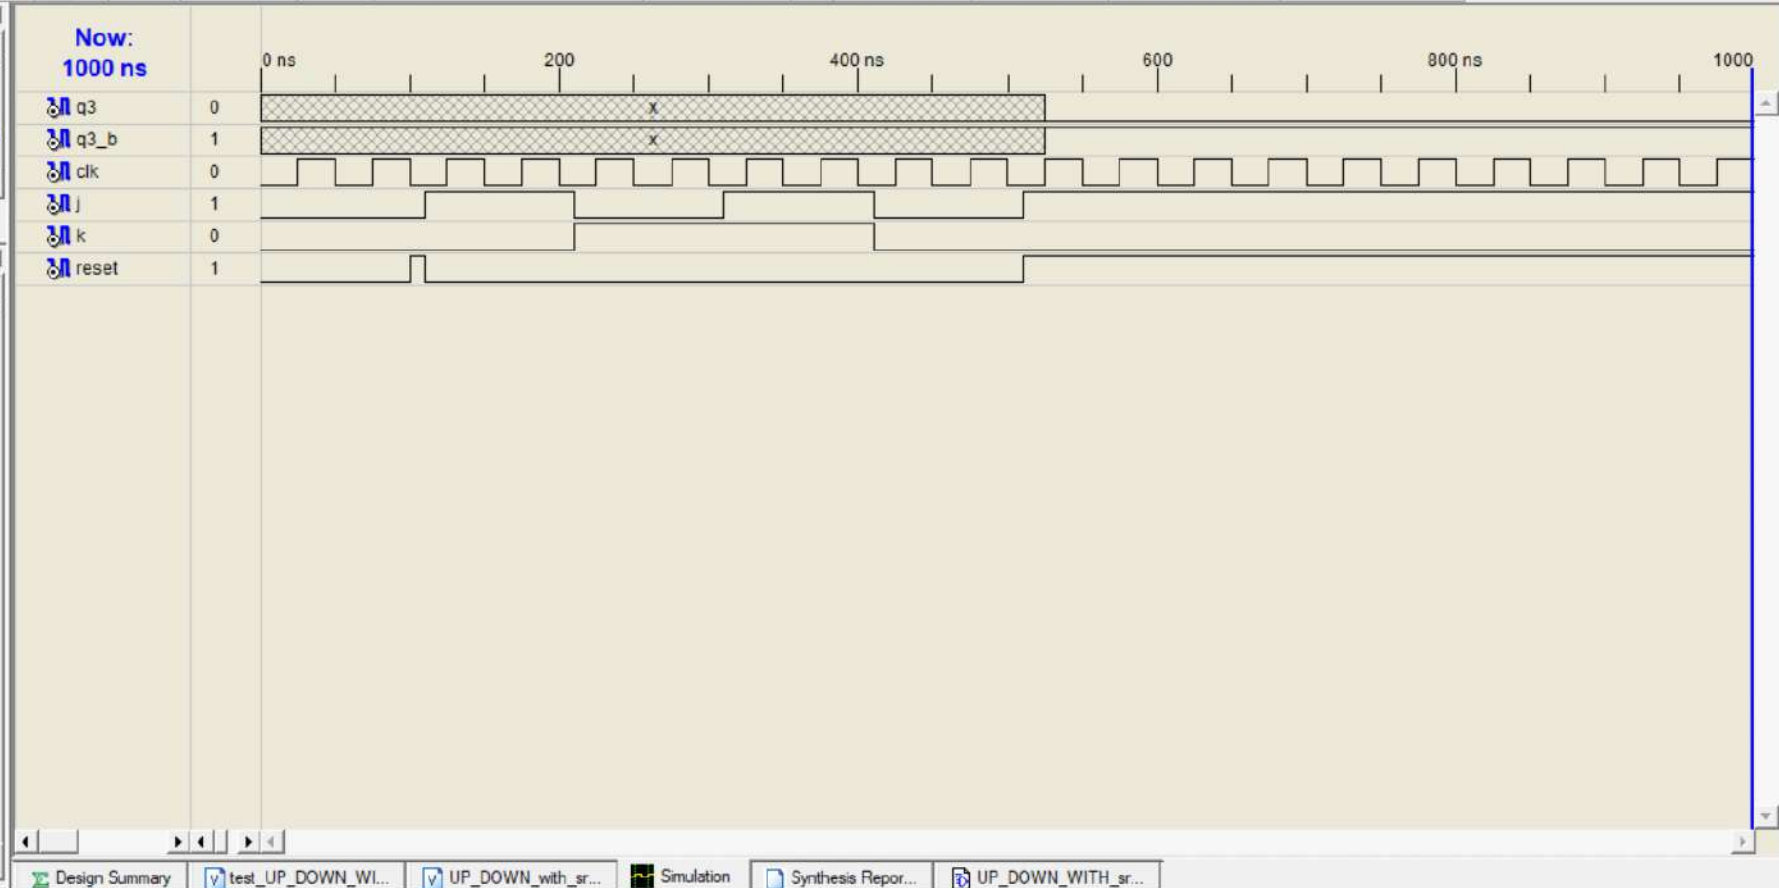 Now:
1000 ns
0 ns 200 400 ns 600 800 ns 1000
q3 0 x
q3_b 1 x
clk 0
j 1
k 0
reset 1
Design Summary test_UP_DOWN_WI... UP_DOWN_with_sr... Simulation Synthesis Repor... UP_DOWN_WITH_sr...